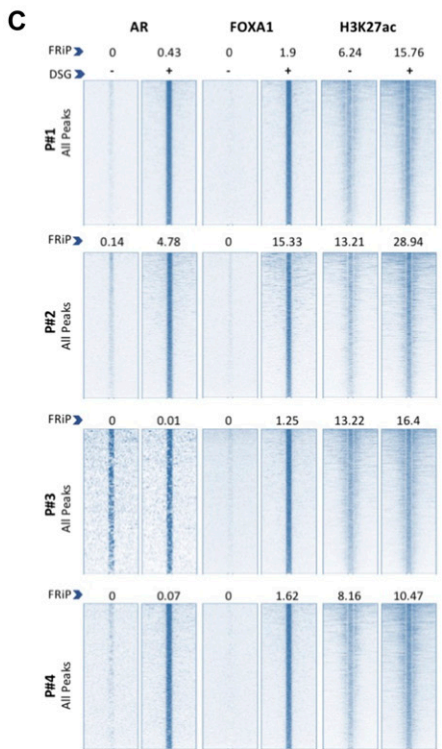 C
AR FOXA1 H3K27ac
FRiP 0 0.43 0 1.9 6.24 15.76
DSG - + - + - +
P#1
All Peaks
FRiP 0.14 4.78 0 15.33 13.21 28.94
P#2
All Peaks
FRiP 0 0.01 0 1.25 13.22 16.4
P#3
All Peaks
FRiP 0 0.07 0 1.62 8.16 10.47
P#4
All Peaks